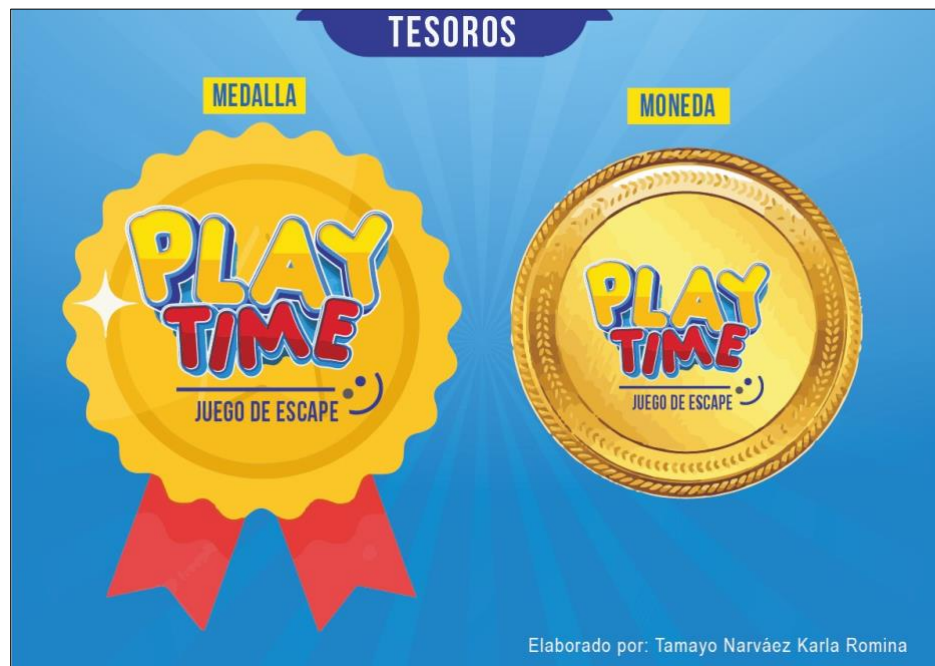 TESOROS
MEDALLA
PLAY
TIME
JUEGO DE ESCAPE
MONEDA
PLAY
TIME
JUEGO DE ESCAPE
Elaborado por: Tamayo Narváez Karla Romina